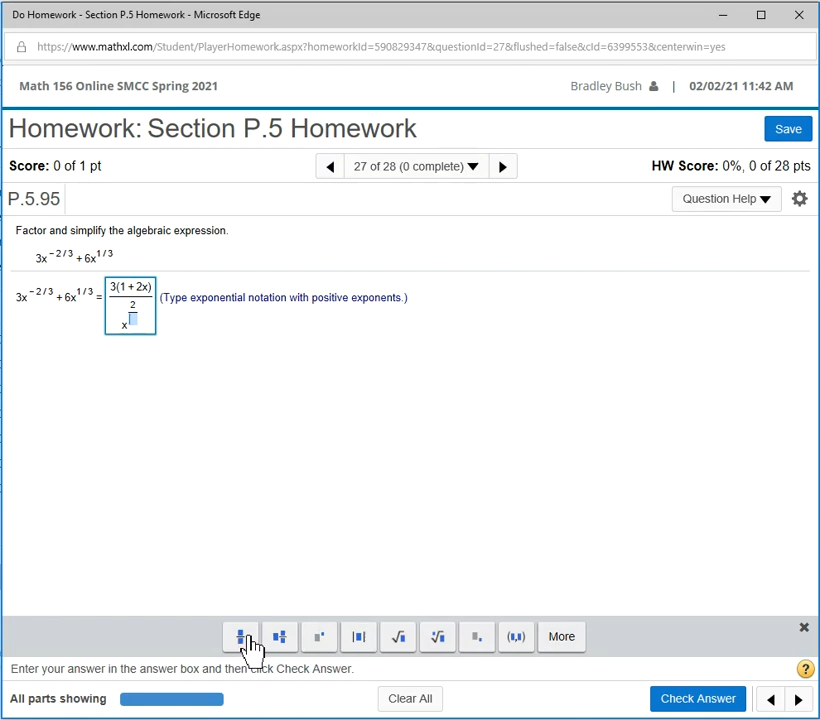 Do Homework - Section P.5 Homework - Microsoft Edge
https://www.mathxl.com/Student/PlayerHomework.aspx?homeworkId=590829347&questionId=27&flushed=false&cId=6399553&centerwin=yes
Math 156 Online SMCC Spring 2021 Bradley Bush | 02/02/21 11:42 AM
Homework: Section P.5 Homework Save
Score: 0 of 1 pt 27 of 28 (0 complete) HW Score: 0%, 0 of 28 pts
P.5.95 Question Help
Factor and simplify the algebraic expression.
3x^{-2/3} + 6x^{1/3}
3x^{-2/3} + 6x^{1/3} = \frac{3(1+2x)}{x^{\frac{2}{}}} (Type exponential notation with positive exponents.)
More
Enter your answer in the answer box and then click Check Answer. ?
All parts showing Clear All Check Answer